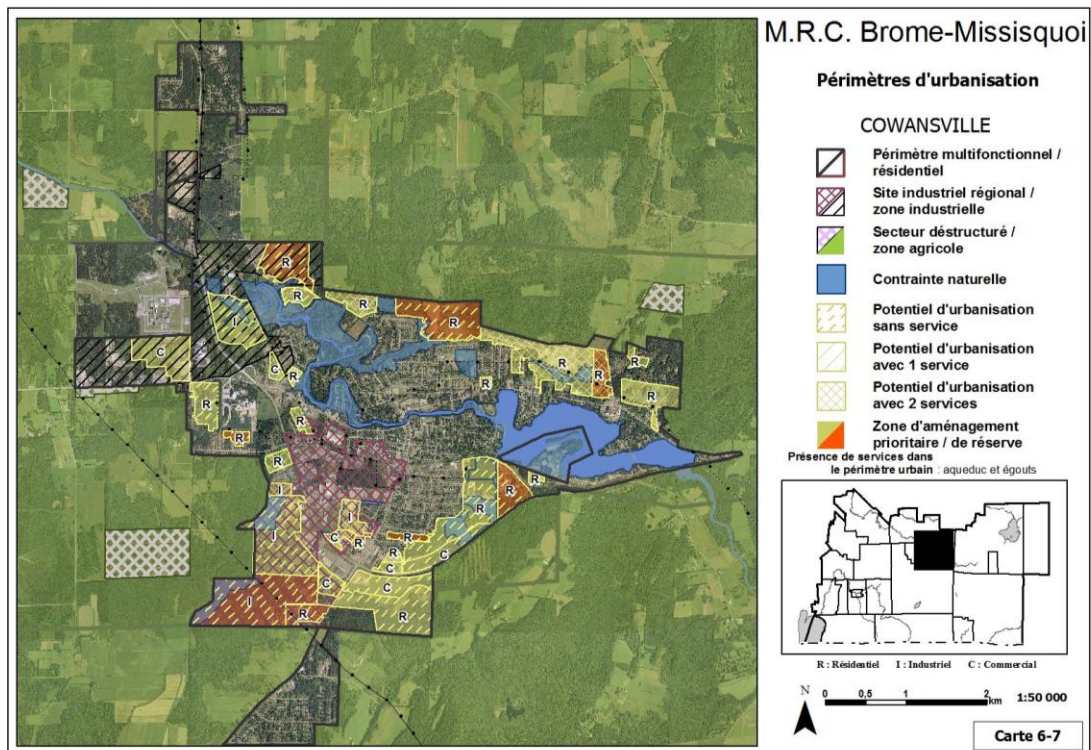 M.R.C. Brome-Missisquoi
Périmètres d'urbanisation
COWANSVILLE
Périmètre multifonctionnel /
résidentiel
Site industriel régional /
zone industrielle
Secteur déstructuré /
zone agricole
Contrainte naturelle
Potentiel d'urbanisation
sans service
Potentiel d'urbanisation
avec 1 service
Potentiel d'urbanisation
avec 2 services
Zone d'aménagement
prioritaire / de réserve
Présence de services dans
le périmètre urbain : aqueduc et égouts
R : Résidentiel I : Industriel C : Commercial
N
0 0,5 1 2
km
1:50 000
Carte 6-7
R
R
R
R
I
C
C
R
R
R
R
R
R
R
R
R
R
I
R
R
R
I
I
C
R
R
R
C
C
C
I
R
R